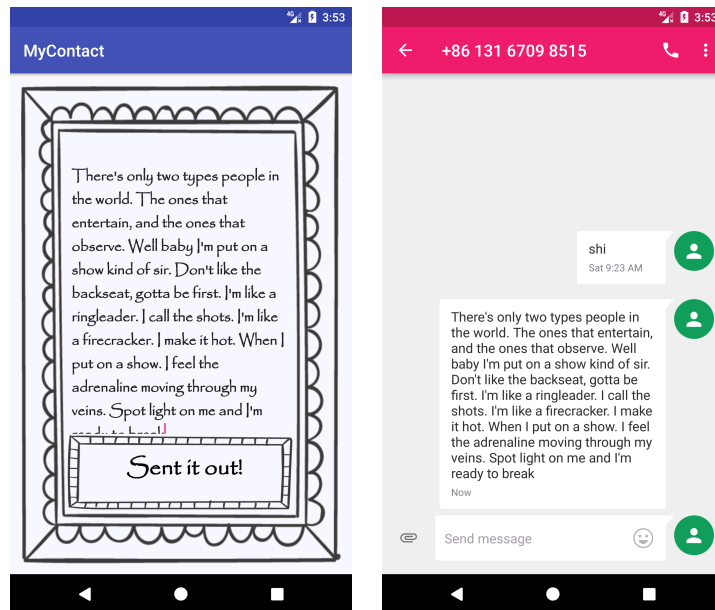 4G 3:53
MyContact
There's only two types people in
the world. The ones that
entertain, and the ones that
observe. Well baby I'm put on a
show kind of sir. Don't like the
backseat, gotta be first. I'm like a
ringleader. I call the shots. I'm like
a firecracker. I make it hot. When I
put on a show. I feel the
adrenaline moving through my
veins. Spot light on me and I'm
ready to break
Sent it out!
4G 3:53
+86 131 6709 8515
shi
Sat 9:23 AM
There's only two types people in
the world. The ones that entertain,
and the ones that observe. Well
baby I'm put on a show kind of sir.
Don't like the backseat, gotta be
first. I'm like a ringleader. I call the
shots. I'm like a firecracker. I make
it hot. When I put on a show. I feel
the adrenaline moving through my
veins. Spot light on me and I'm
ready to break
Now
Send message